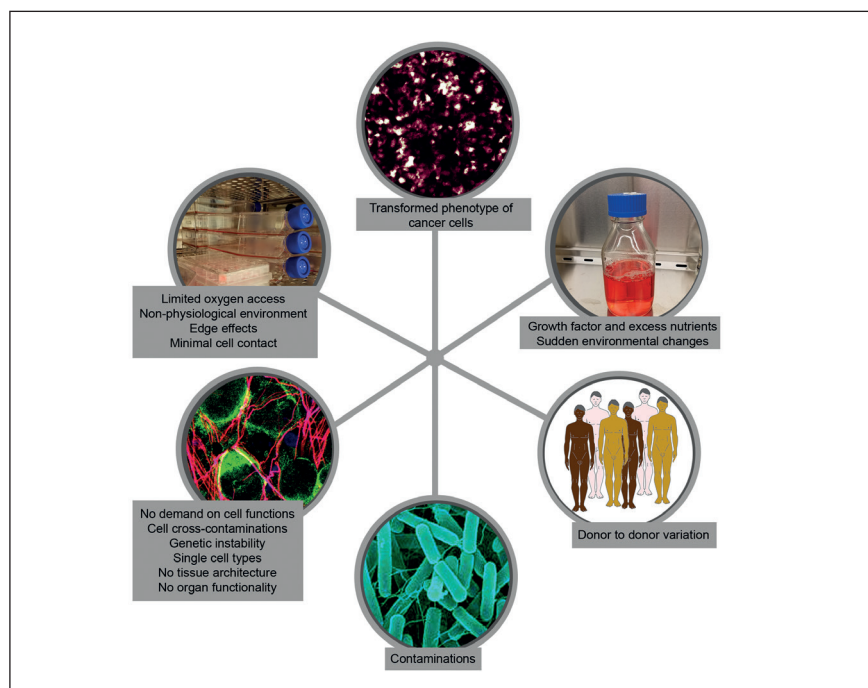 Transformed phenotype of
cancer cells
Limited oxygen access
Non-physiological environment
Edge effects
Minimal cell contact
Growth factor and excess nutrients
Sudden environmental changes
No demand on cell functions
Cell cross-contaminations
Genetic instability
Single cell types
No tissue architecture
No organ functionality
Donor to donor variation
Contaminations